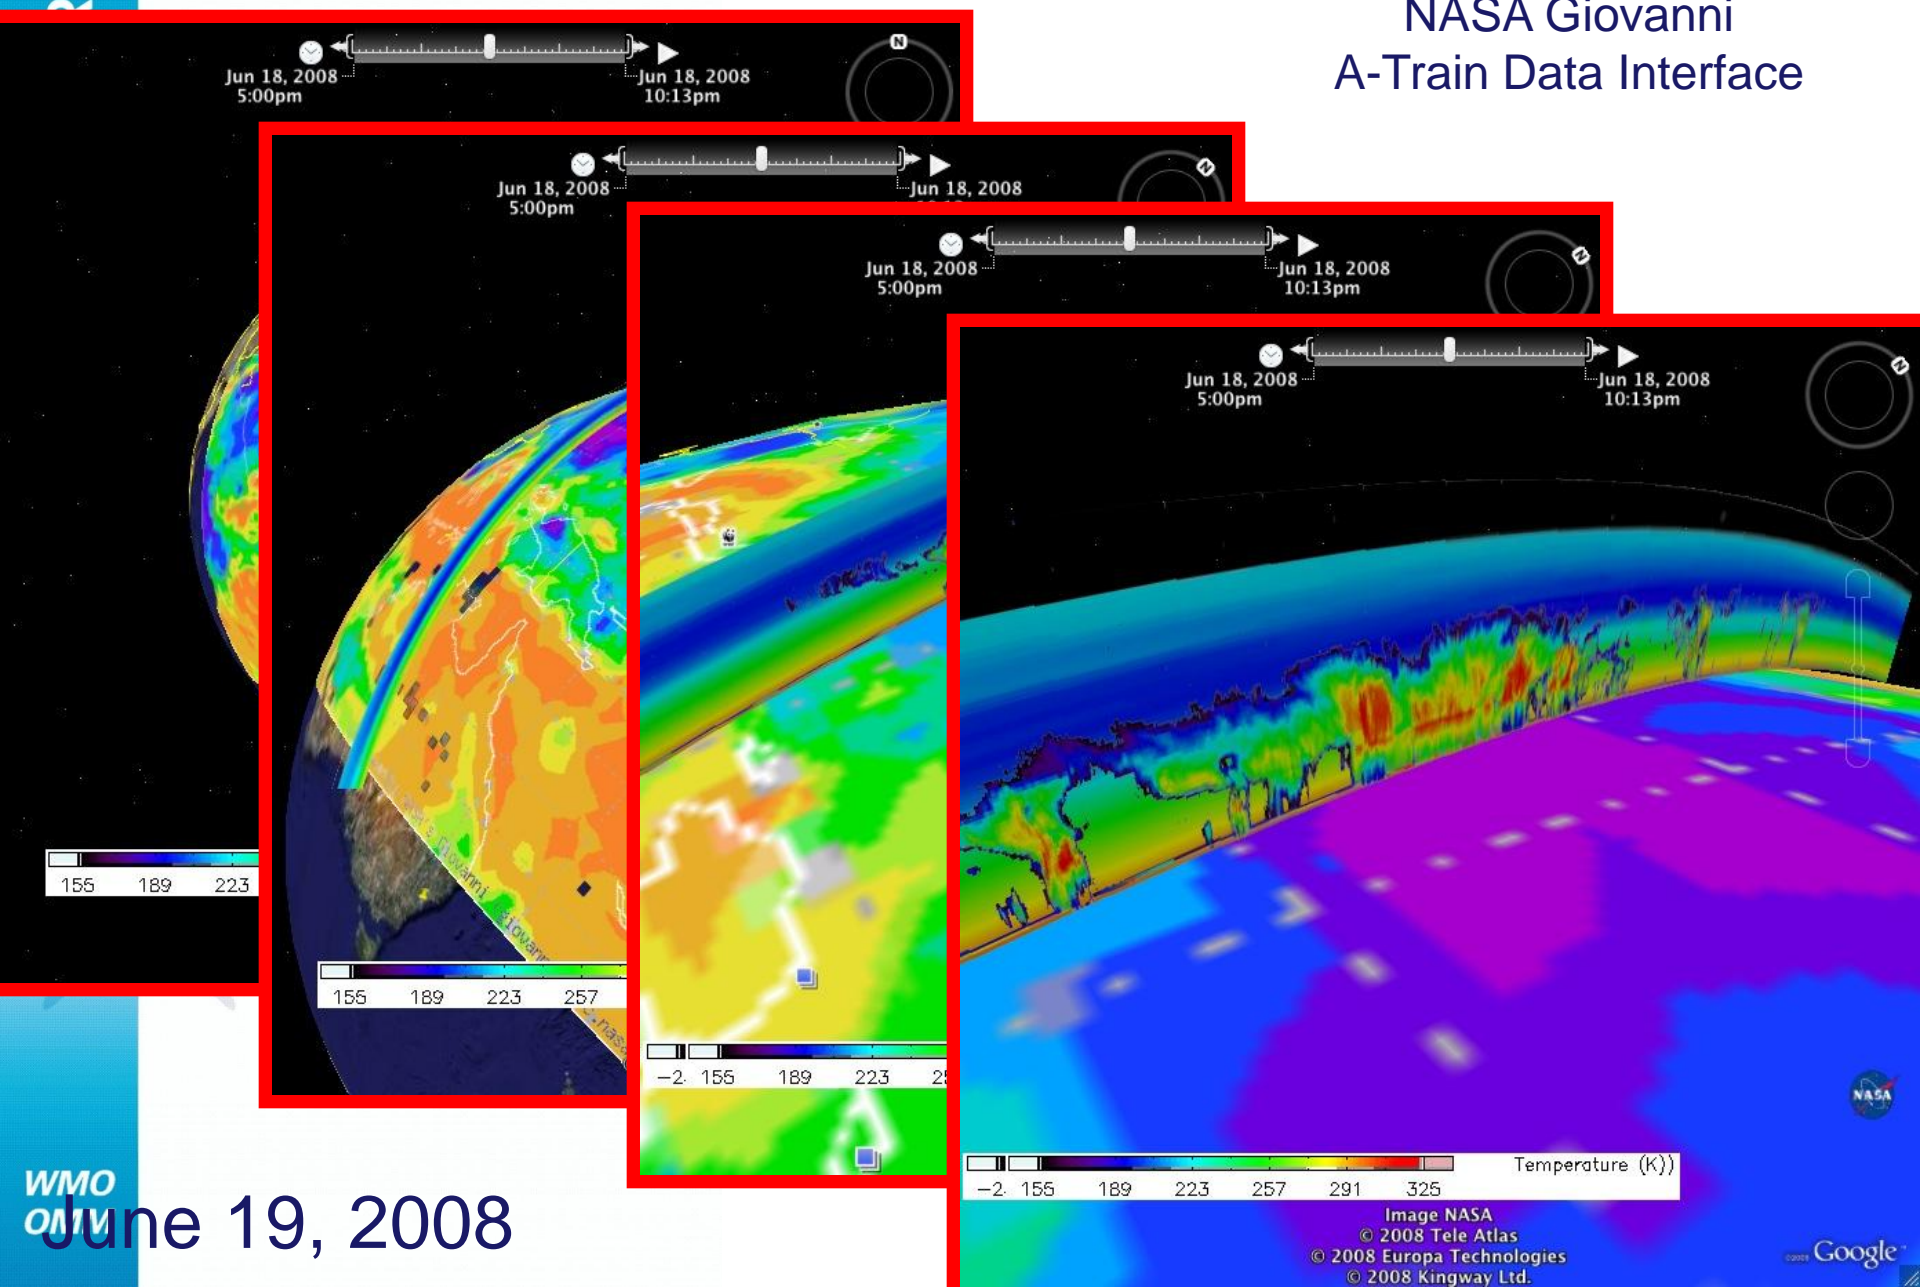 NASA Giovanni
A-Train Data Interface
Jun 18, 2008
5:00pm
Jun 18, 2008
10:13pm
N
155 189 223
Jun 18, 2008
5:00pm
Jun 18, 2008
N
155 189 223 257
Jun 18, 2008
5:00pm
Jun 18, 2008
10:13pm
N
-2. 155 189 223
Jun 18, 2008
5:00pm
Jun 18, 2008
10:13pm
N
NASA
Temperature (K))
-2. 155 189 223 257 291 325
Image NASA
© 2008 Tele Atlas
© 2008 Europa Technologies
© 2008 Kingway Ltd.
©2008 Google
WMO
OMM
June 19, 2008